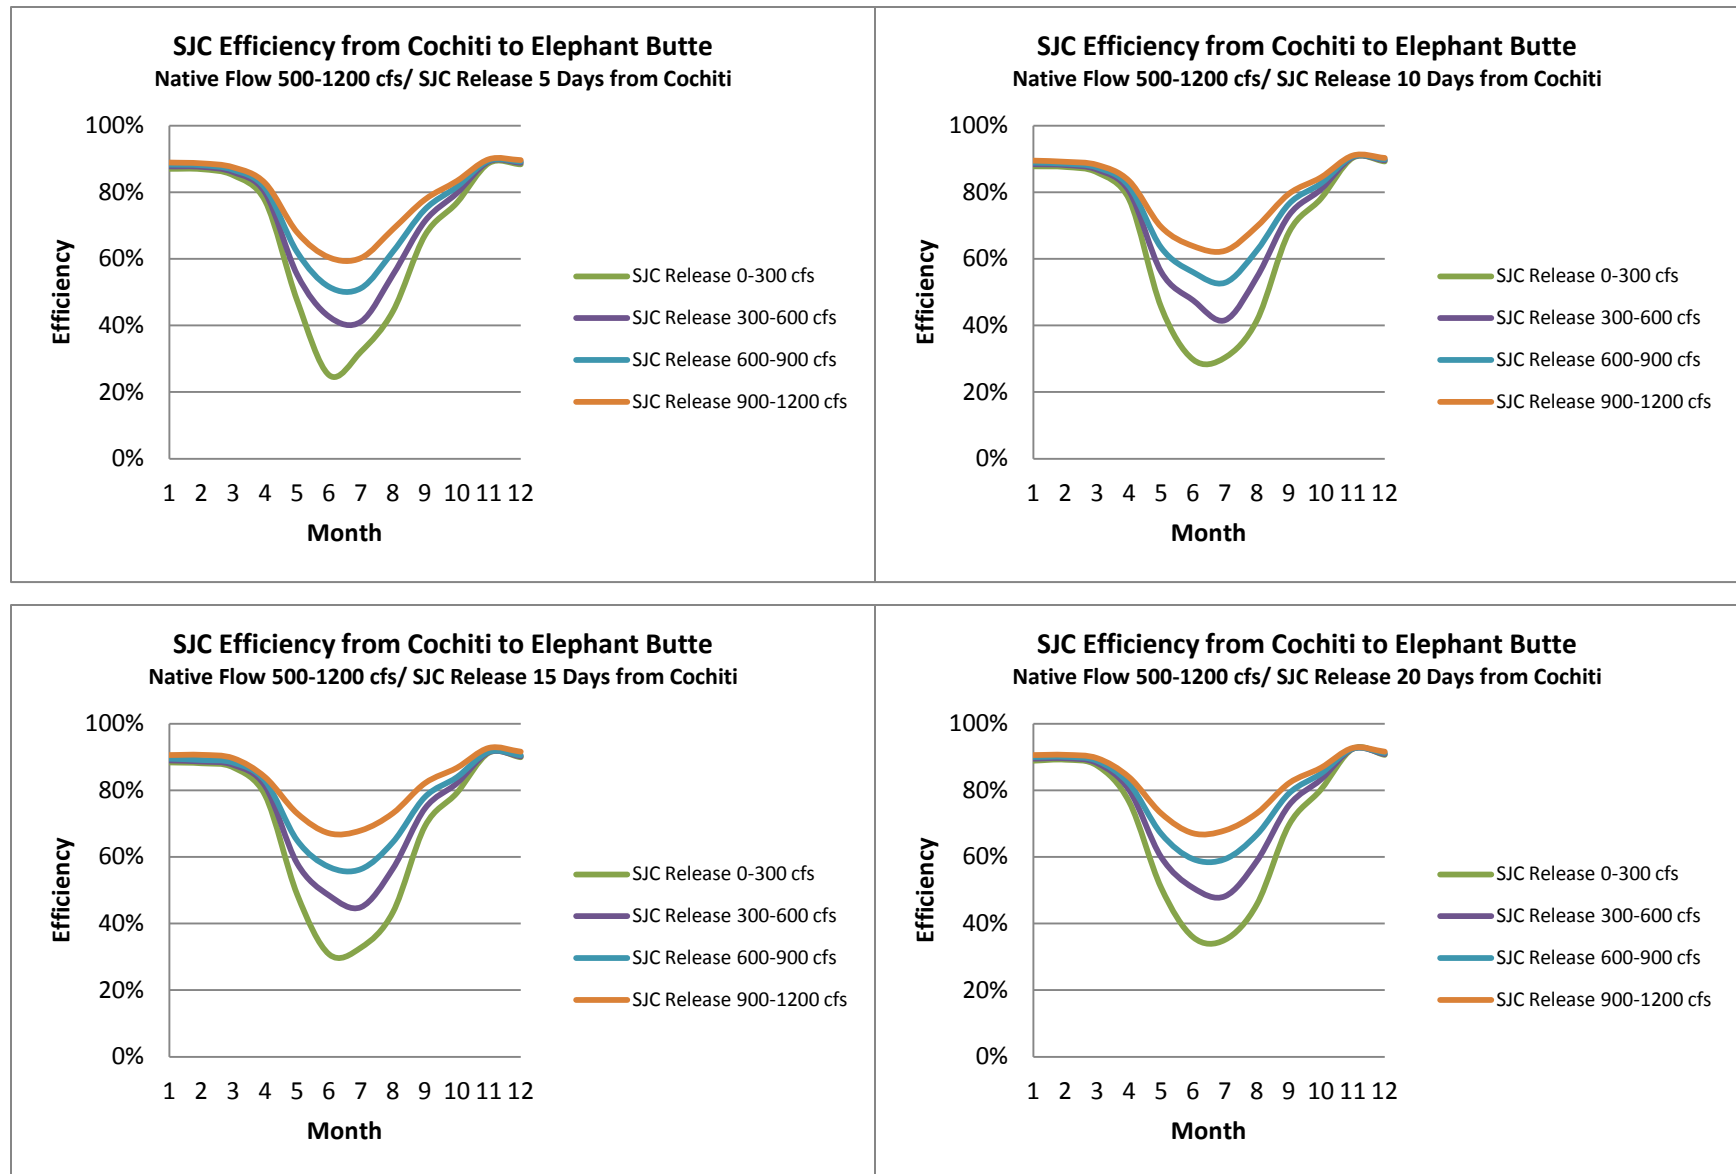 SJC Efficiency from Cochiti to Elephant Butte
Native Flow 500-1200 cfs/ SJC Release 5 Days from Cochiti
100%
80%
60%
40%
20%
0%
Efficiency
1 2 3 4 5 6 7 8 9 10 11 12
Month
SJC Release 0-300 cfs
SJC Release 300-600 cfs
SJC Release 600-900 cfs
SJC Release 900-1200 cfs
SJC Efficiency from Cochiti to Elephant Butte
Native Flow 500-1200 cfs/ SJC Release 10 Days from Cochiti
100%
80%
60%
40%
20%
0%
Efficiency
1 2 3 4 5 6 7 8 9 10 11 12
Month
SJC Release 0-300 cfs
SJC Release 300-600 cfs
SJC Release 600-900 cfs
SJC Release 900-1200 cfs
SJC Efficiency from Cochiti to Elephant Butte
Native Flow 500-1200 cfs/ SJC Release 15 Days from Cochiti
100%
80%
60%
40%
20%
0%
Efficiency
1 2 3 4 5 6 7 8 9 10 11 12
Month
SJC Release 0-300 cfs
SJC Release 300-600 cfs
SJC Release 600-900 cfs
SJC Release 900-1200 cfs
SJC Efficiency from Cochiti to Elephant Butte
Native Flow 500-1200 cfs/ SJC Release 20 Days from Cochiti
100%
80%
60%
40%
20%
0%
Efficiency
1 2 3 4 5 6 7 8 9 10 11 12
Month
SJC Release 0-300 cfs
SJC Release 300-600 cfs
SJC Release 600-900 cfs
SJC Release 900-1200 cfs